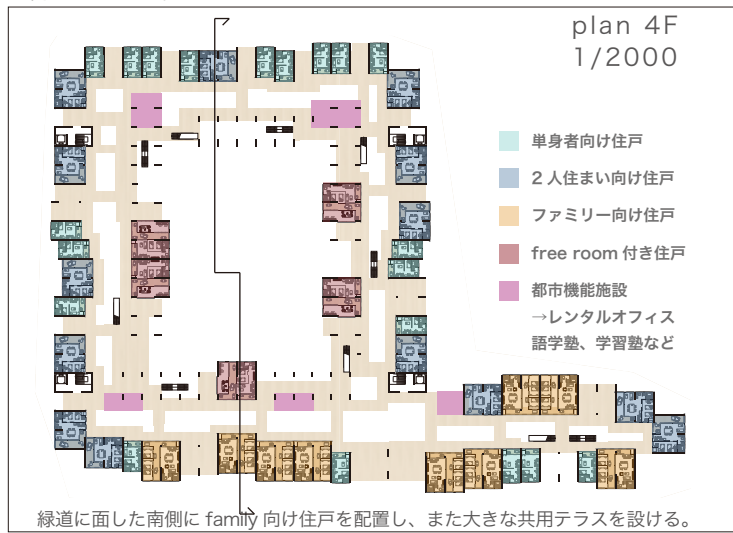 plan 4F
1/2000
単身者向け住戸
2人住まい向け住戸
ファミリー向け住戸
free room 付き住戸
都市機能施設
→レンタルオフィス
語学塾、学習塾など
緑道に面した南側に family 向け住戸を配置し、また大きな共用テラスを設ける。